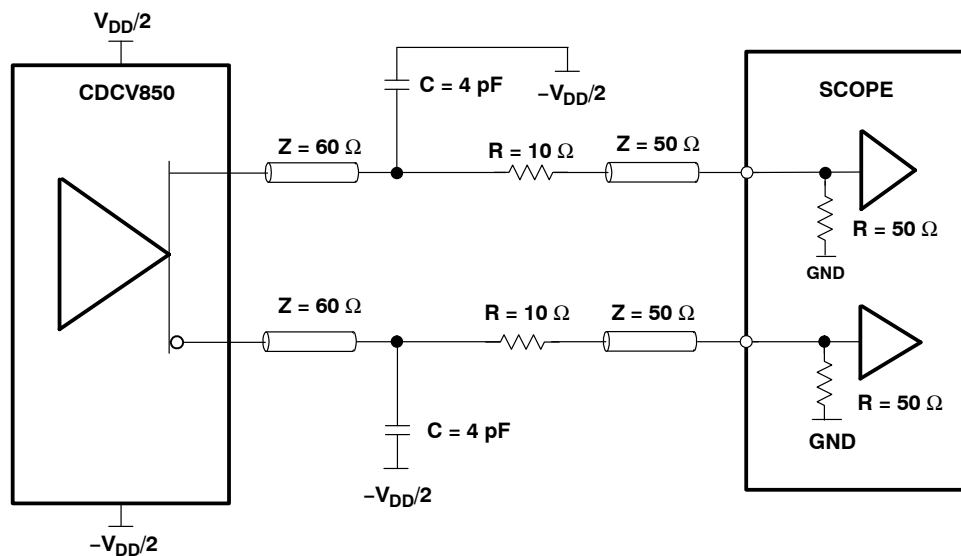 V_DD/2
CDCV850
C = 4 pF
−V_DD/2
SCOPE
Z = 60 Ω
R = 10 Ω
Z = 50 Ω
R = 50 Ω
GND
Z = 60 Ω
R = 10 Ω
Z = 50 Ω
R = 50 Ω
GND
C = 4 pF
−V_DD/2
−V_DD/2